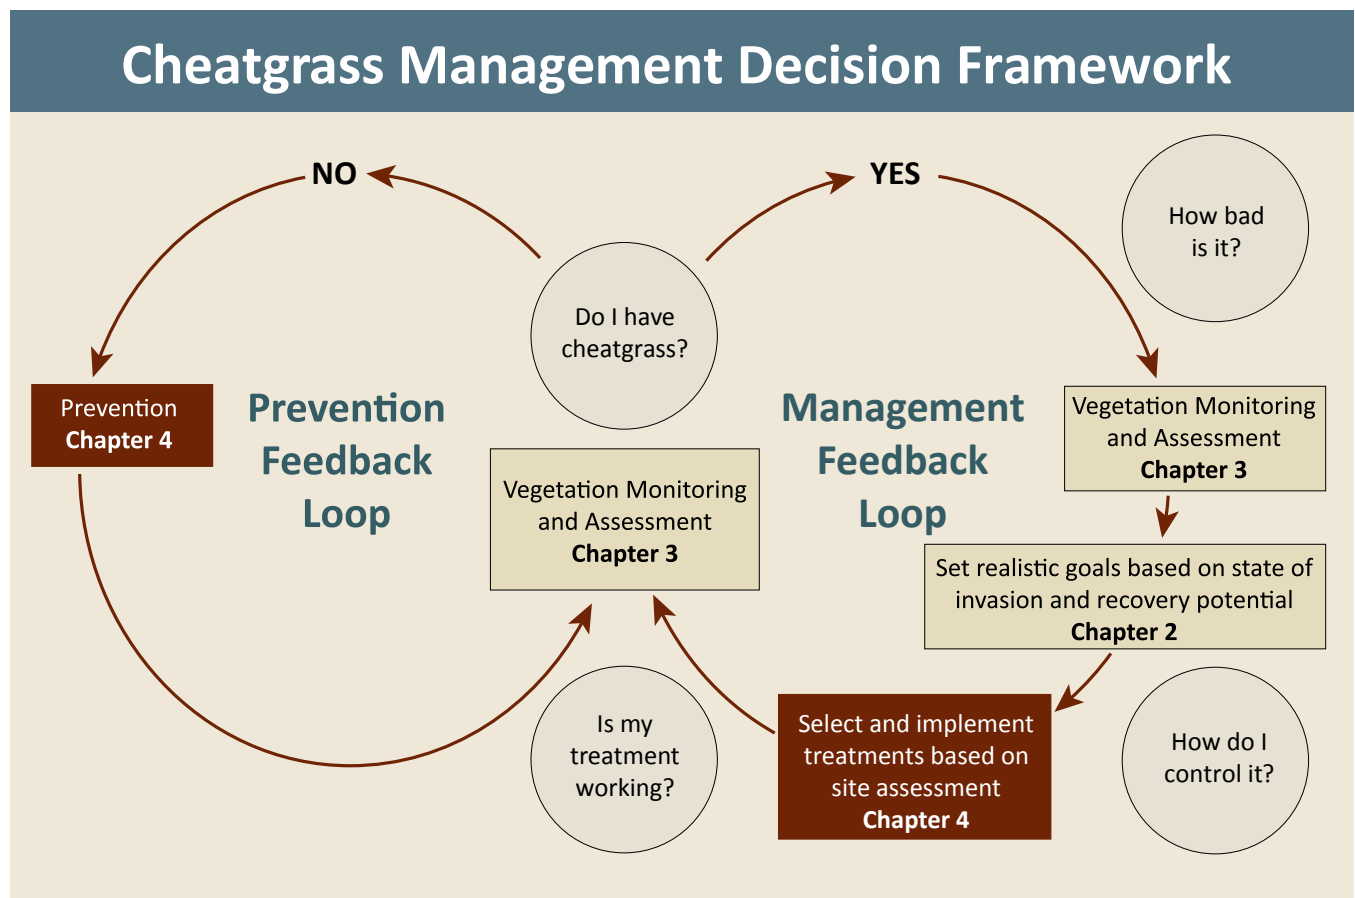 Cheatgrass Management Decision Framework
NO
YES
How bad
is it?
Do I have
cheatgrass?
Prevention
Chapter 4
Prevention
Feedback
Loop
Management
Feedback
Loop
Vegetation Monitoring
and Assessment
Chapter 3
Vegetation Monitoring
and Assessment
Chapter 3
Set realistic goals based on state of
invasion and recovery potential
Chapter 2
Is my
treatment
working?
Select and implement
treatments based on
site assessment
Chapter 4
How do I
control it?